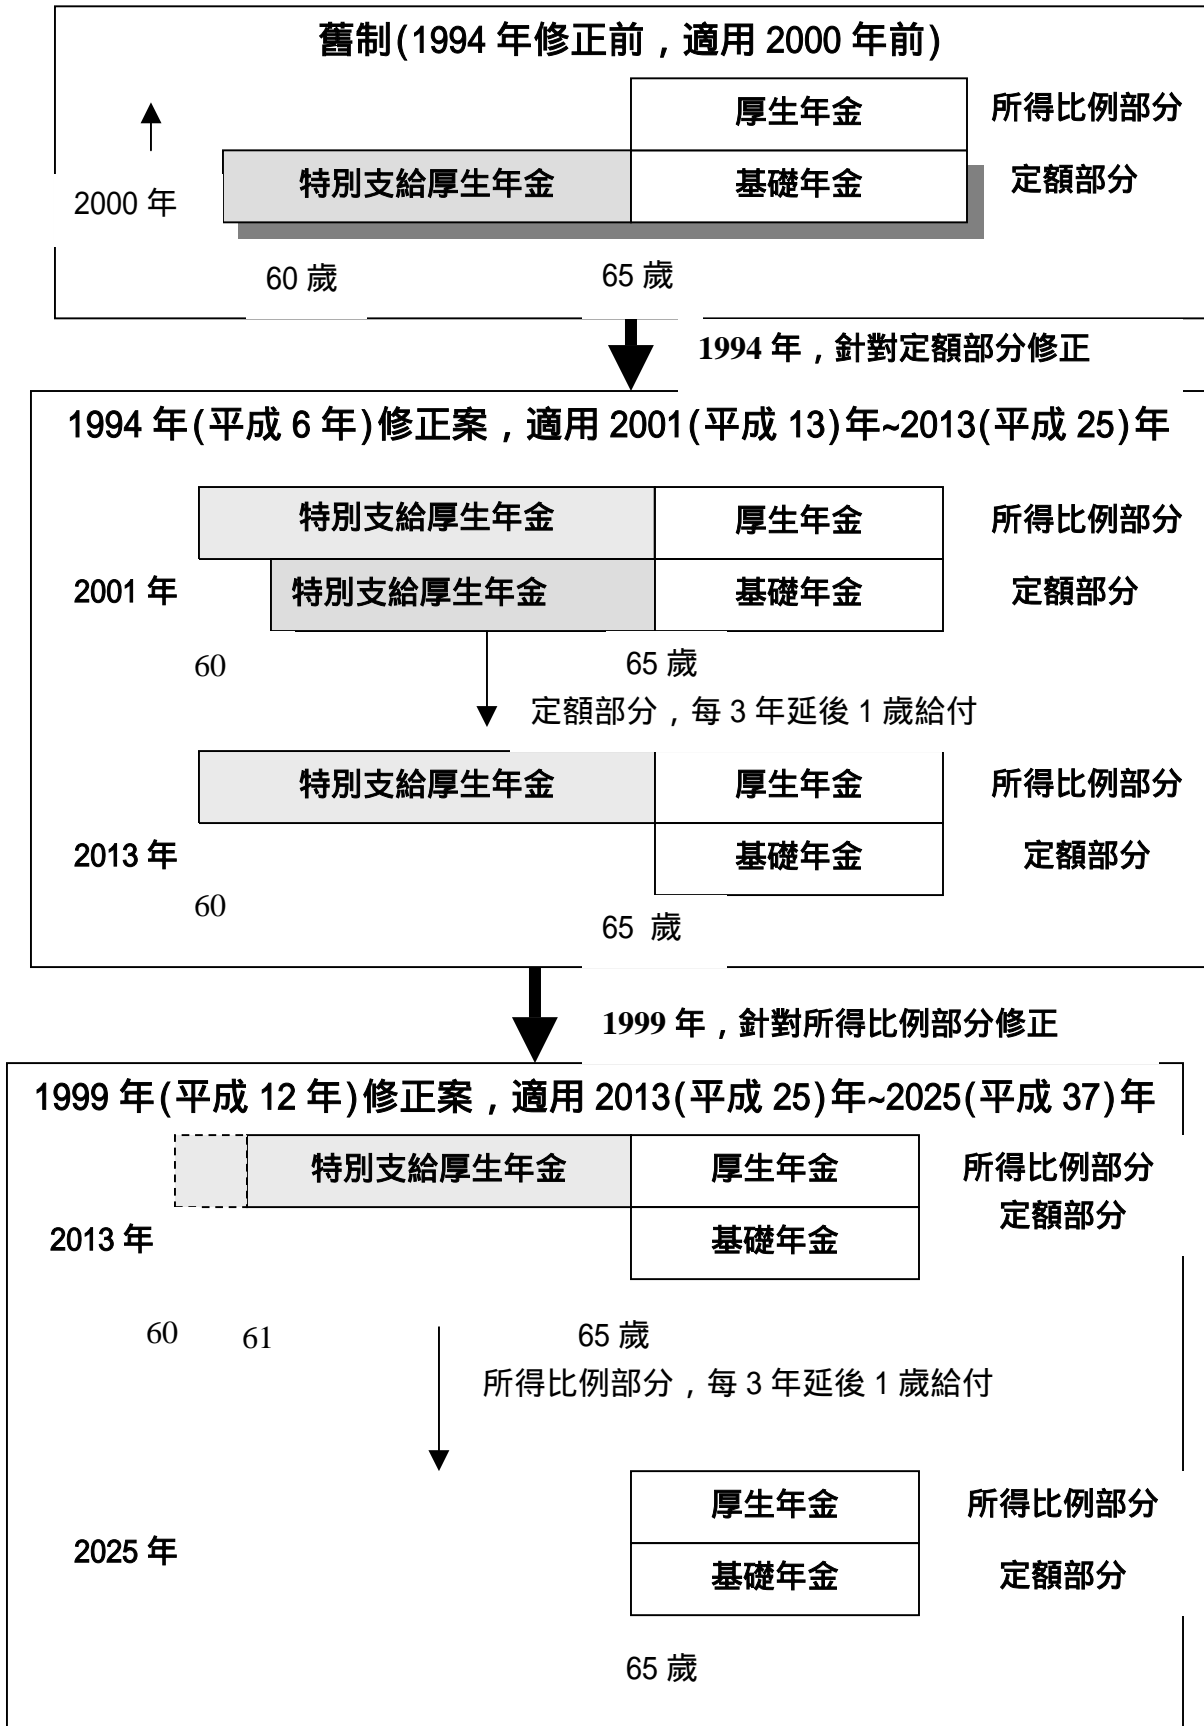 舊制(1994 年修正前，適用 2000 年前)
厚生年金 所得比例部分
2000 年 特別支給厚生年金 基礎年金 定額部分
60 歲 65 歲
1994 年，針對定額部分修正
1994 年(平成 6 年)修正案，適用 2001(平成 13)年~2013(平成 25)年
特別支給厚生年金 厚生年金 所得比例部分
2001 年 特別支給厚生年金 基礎年金 定額部分
60 65 歲
定額部分，每 3 年延後 1 歲給付
特別支給厚生年金 厚生年金 所得比例部分
2013 年 基礎年金 定額部分
60 65 歲
1999 年，針對所得比例部分修正
1999 年(平成 12 年)修正案，適用 2013(平成 25)年~2025(平成 37)年
特別支給厚生年金 厚生年金 所得比例部分
定額部分
2013 年 基礎年金
60 61 65 歲
所得比例部分，每 3 年延後 1 歲給付
厚生年金 所得比例部分
2025 年 基礎年金 定額部分
65 歲